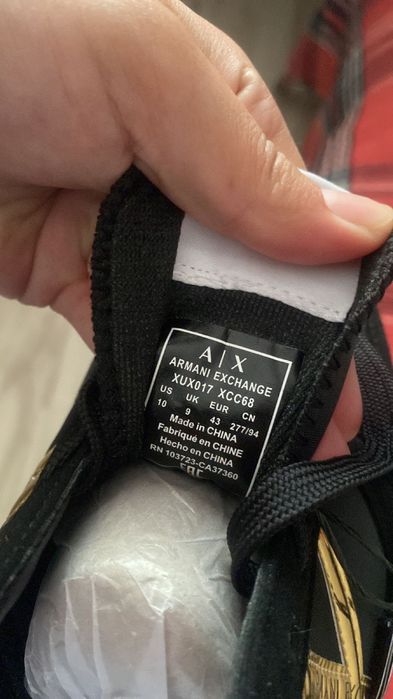 A|X
ARMANI EXCHANGE
XUX017 XCC68
US UK EUR CN
10 9 43 277/94
Made in CHINA
Fabriqué en CHINE
Hecho en CHINA
RN 103723-CA37360
EAC